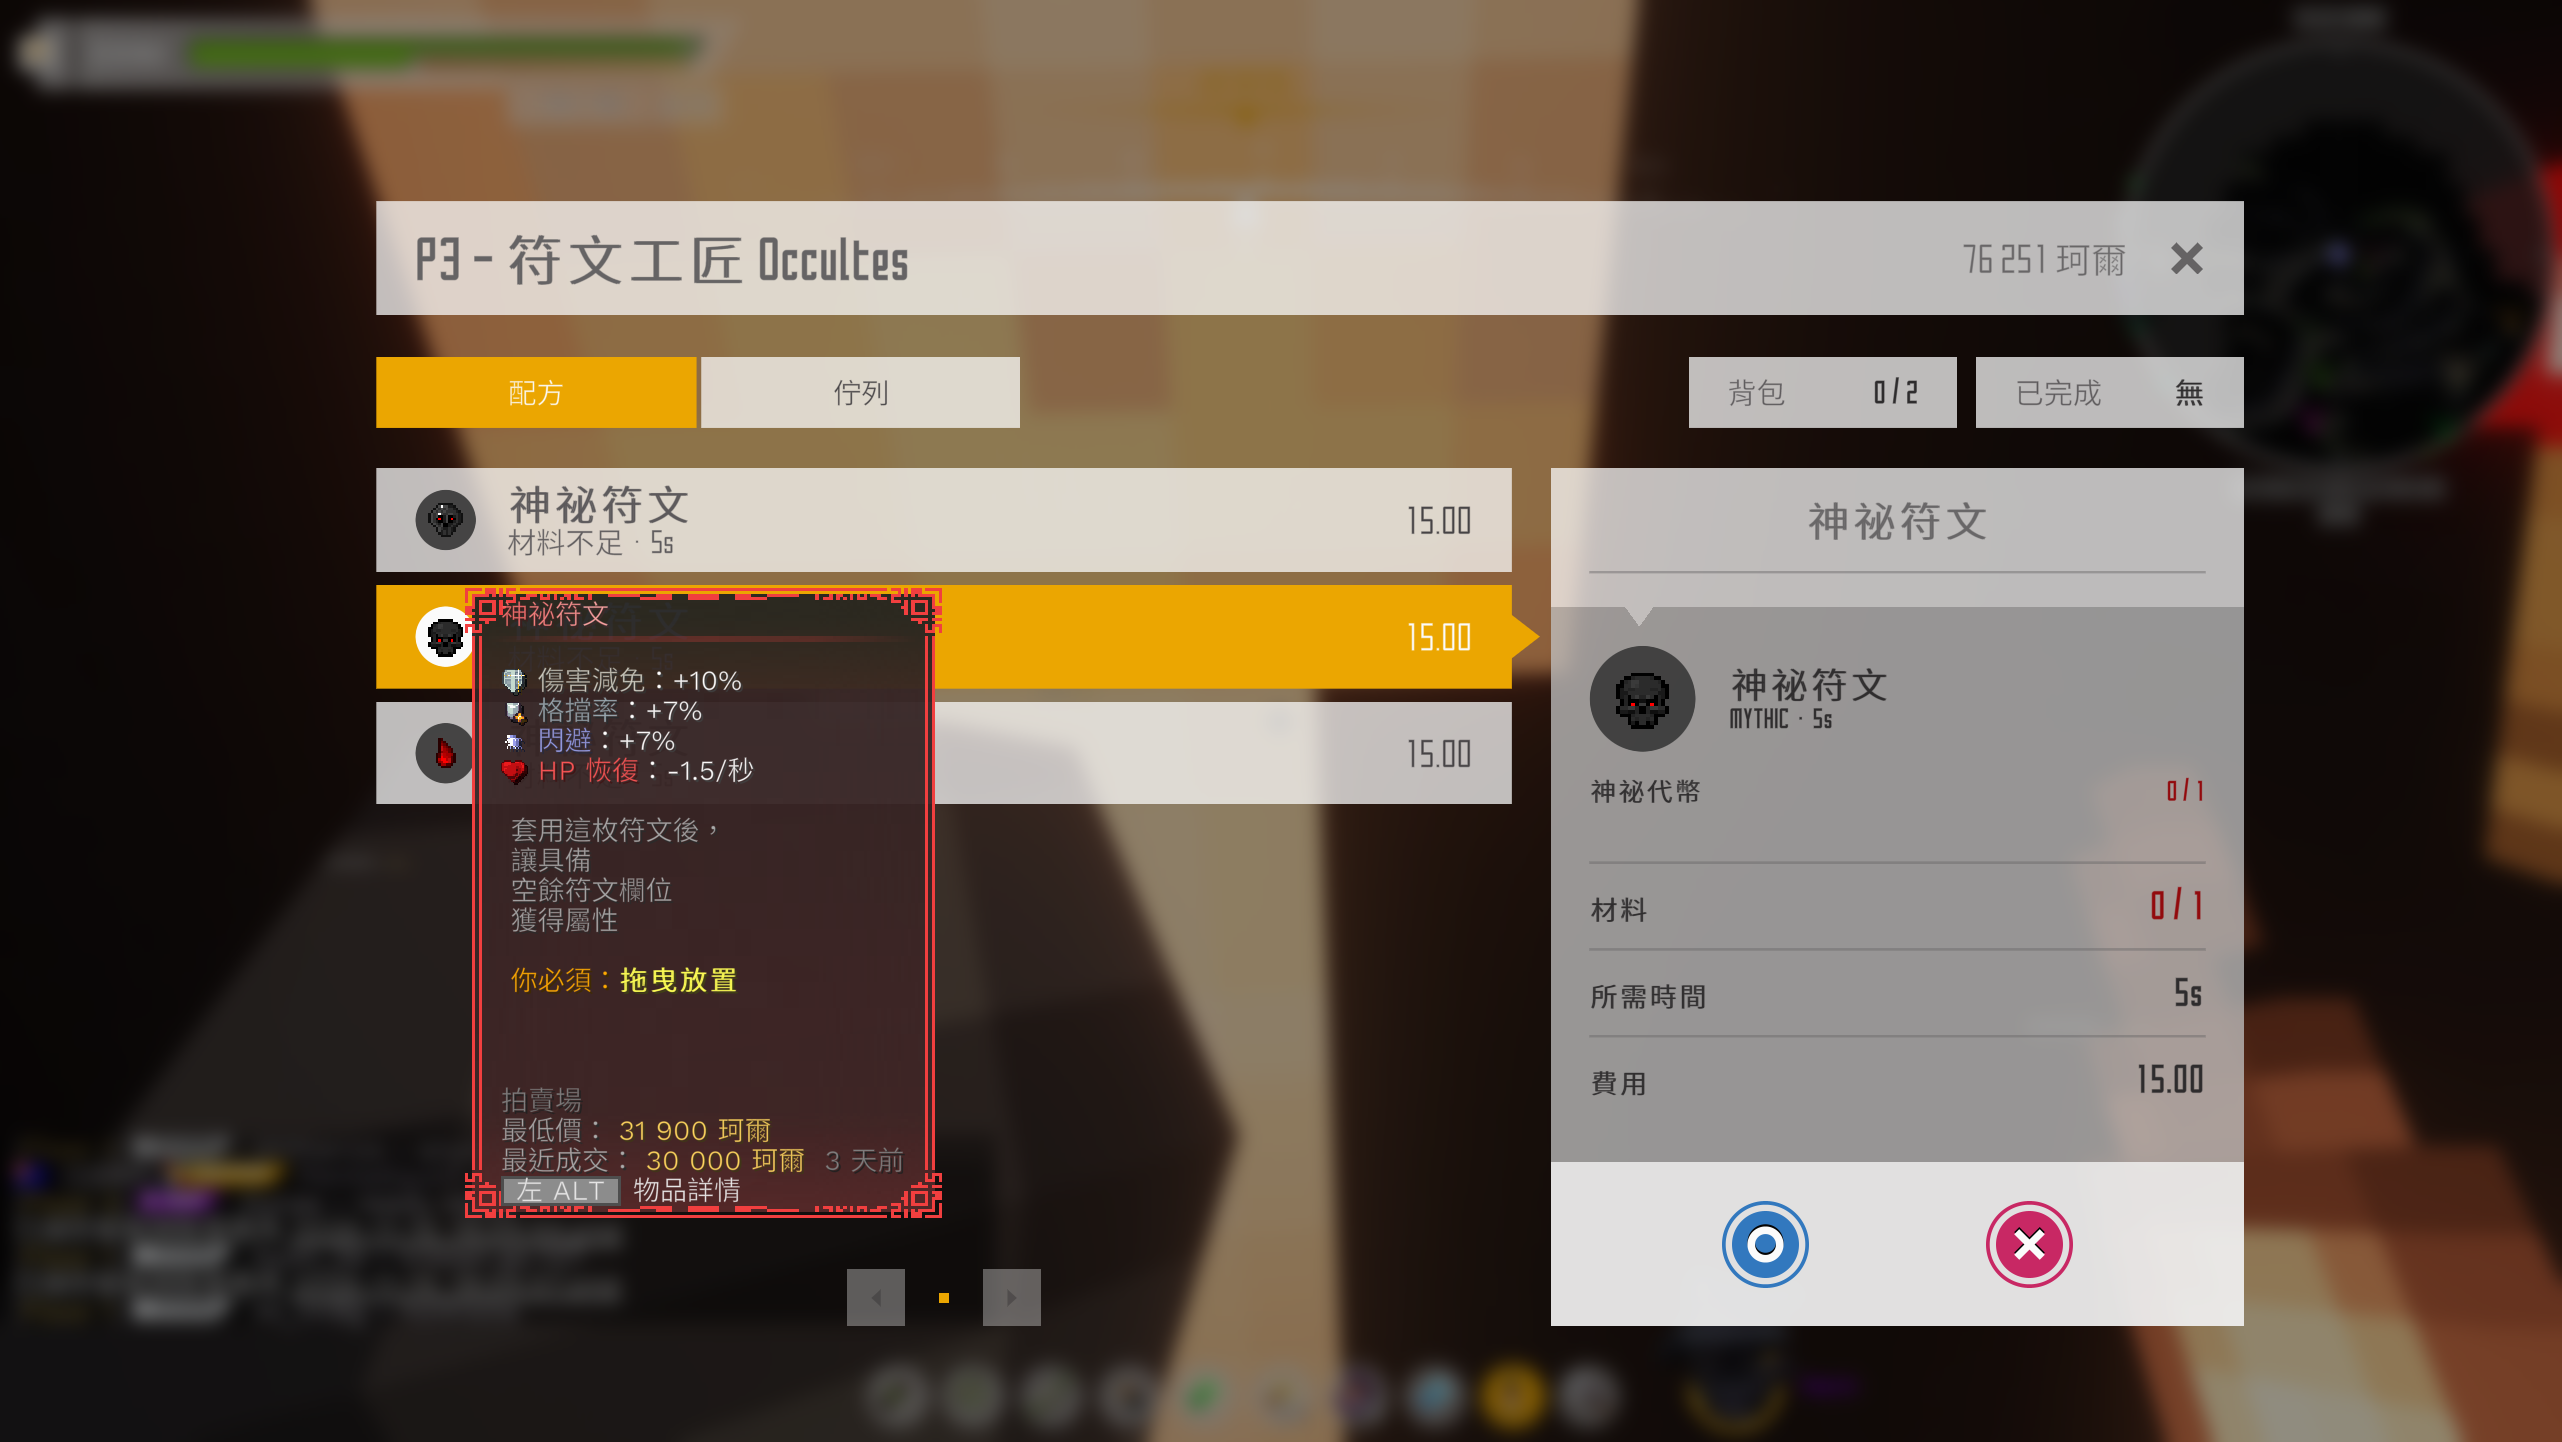 P3 - 符文工匠 Occultes
76 251 珂爾
配方
佇列
背包 0/2
已完成 無
神祕符文
材料不足 · 5s
15.00
15.00
15.00
神祕符文
傷害減免：+10%
格擋率：+7%
閃避：+7%
HP 恢復：-1.5/秒
套用這枚符文後，
讓具備
空餘符文欄位
獲得屬性
你必須：拖曳放置
拍賣場
最低價： 31 900 珂爾
最近成交： 30 000 珂爾 3 天前
左 ALT 物品詳情
神祕符文
神祕符文
MYTHIC · 5s
神祕代幣 0/1
材料 0/1
所需時間 5s
費用 15.00